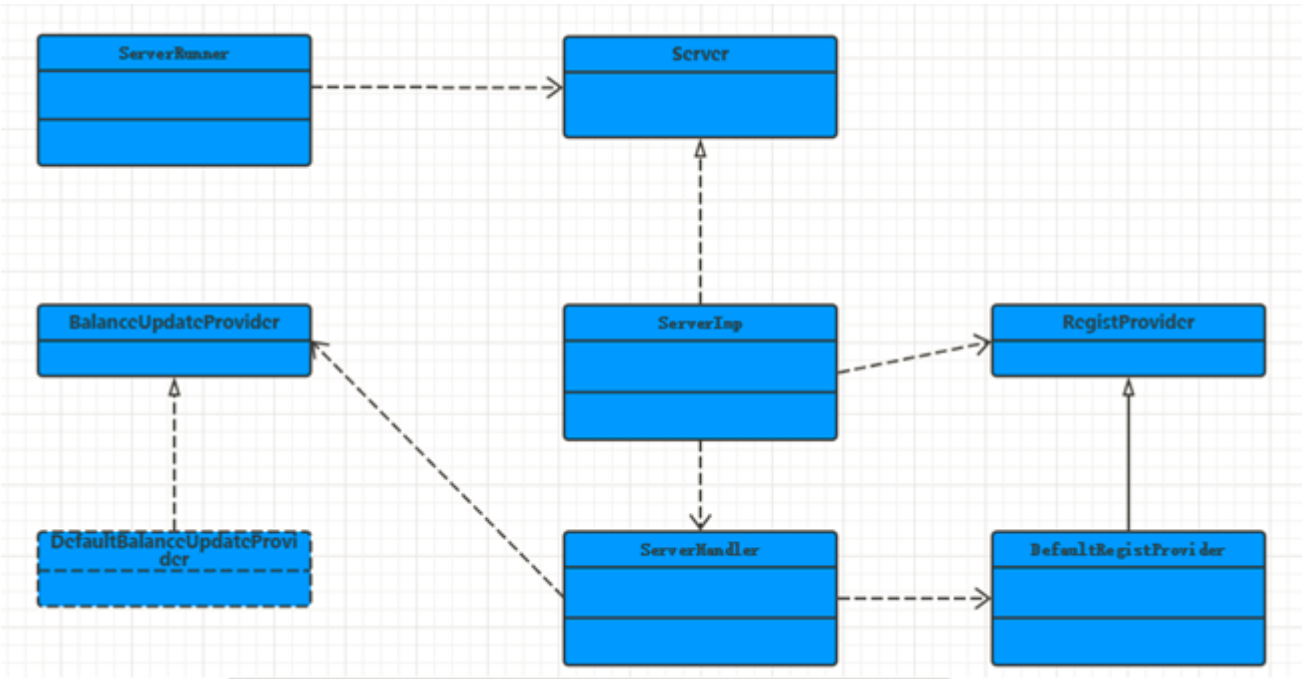 ServerRunner
Server
BalanceUpdateProvider
ServerImp
RegistProvider
DefaultBalanceUpdateProvi
der
ServerHandler
DefaultRegistProvider